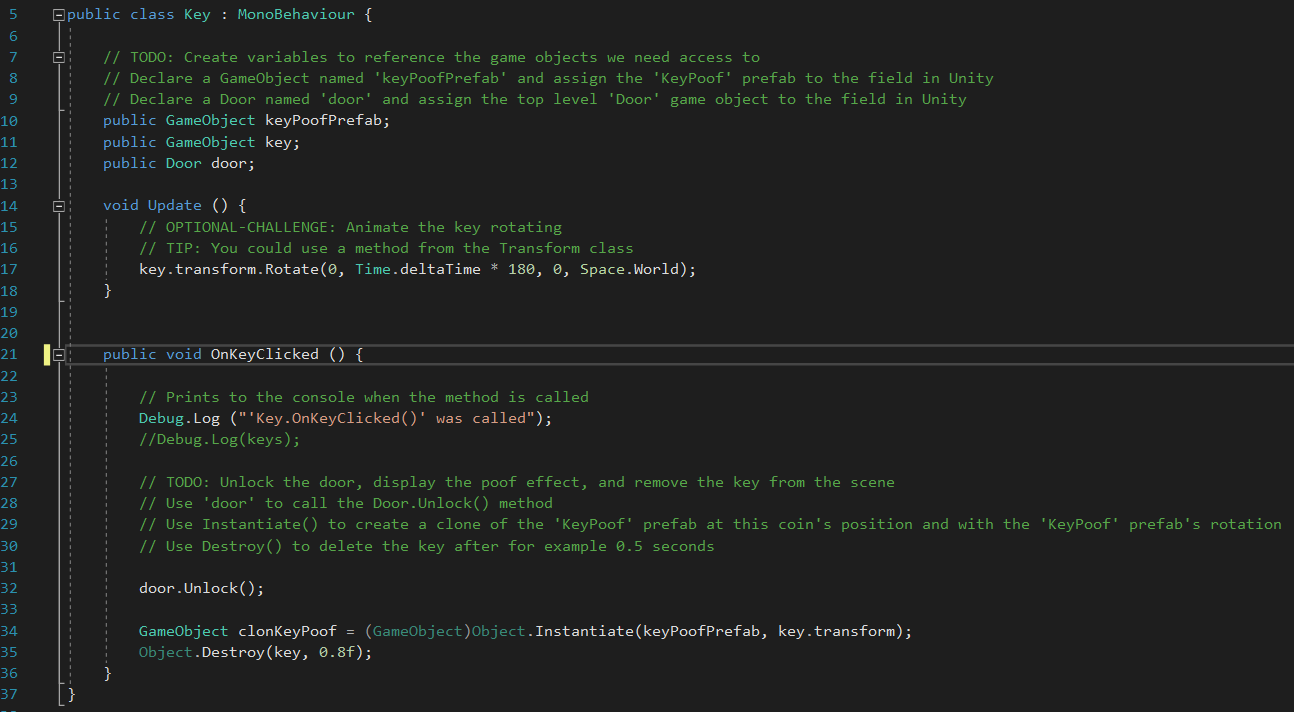 5 public class Key : MonoBehaviour {
6
7 // TODO: Create variables to reference the game objects we need access to
8 // Declare a GameObject named 'keyPoofPrefab' and assign the 'KeyPoof' prefab to the field in Unity
9 // Declare a Door named 'door' and assign the top level 'Door' game object to the field in Unity
10 public GameObject keyPoofPrefab;
11 public GameObject key;
12 public Door door;
13
14 void Update () {
15 // OPTIONAL-CHALLENGE: Animate the key rotating
16 // TIP: You could use a method from the Transform class
17 key.transform.Rotate(0, Time.deltaTime * 180, 0, Space.World);
18 }
19
20
21 public void OnKeyClicked () {
22
23 // Prints to the console when the method is called
24 Debug.Log ("'Key.OnKeyClicked()' was called");
25 //Debug.Log(keys);
26
27 // TODO: Unlock the door, display the poof effect, and remove the key from the scene
28 // Use 'door' to call the Door.Unlock() method
29 // Use Instantiate() to create a clone of the 'KeyPoof' prefab at this coin's position and with the 'KeyPoof' prefab's rotation
30 // Use Destroy() to delete the key after for example 0.5 seconds
31
32 door.Unlock();
33
34 GameObject clonKeyPoof = (GameObject)Object.Instantiate(keyPoofPrefab, key.transform);
35 Object.Destroy(key, 0.8f);
36 }
37 }